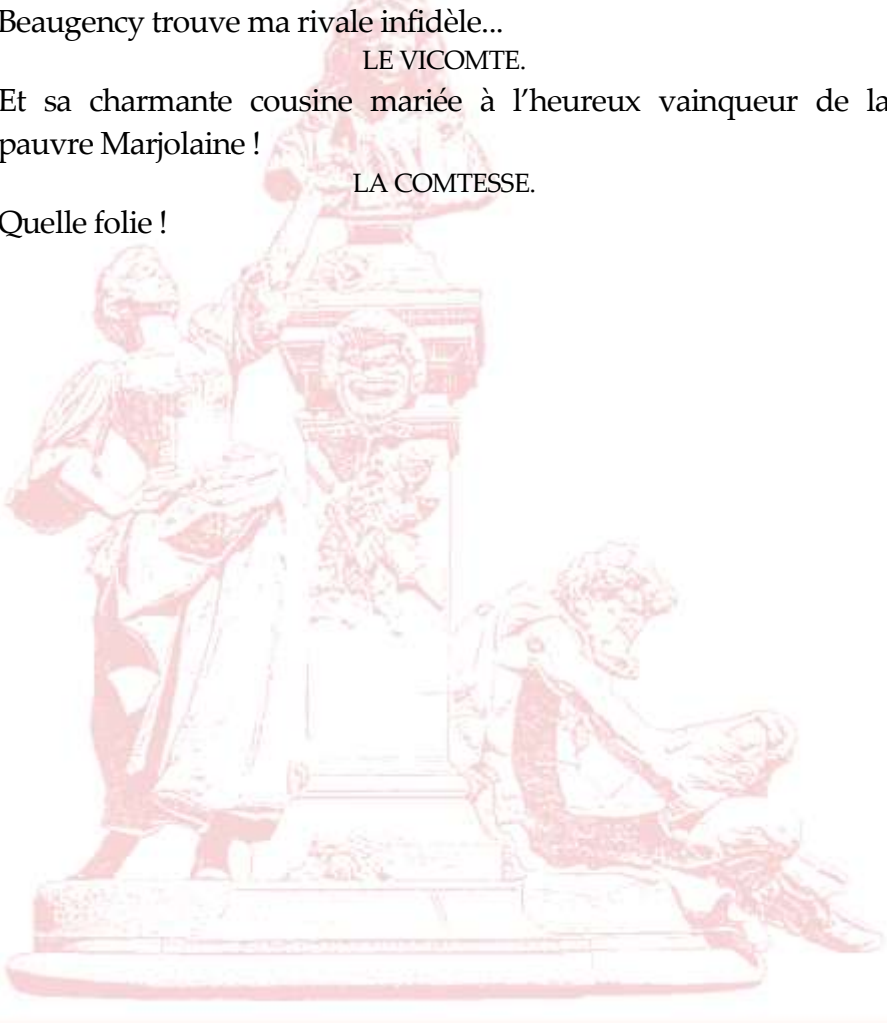 Beaugency trouve ma rivale infidèle...
LE VICOMTE.
Et sa charmante cousine mariée à l’heureux vainqueur de la
pauvre Marjolaine !
LA COMTESSE.
Quelle folie !